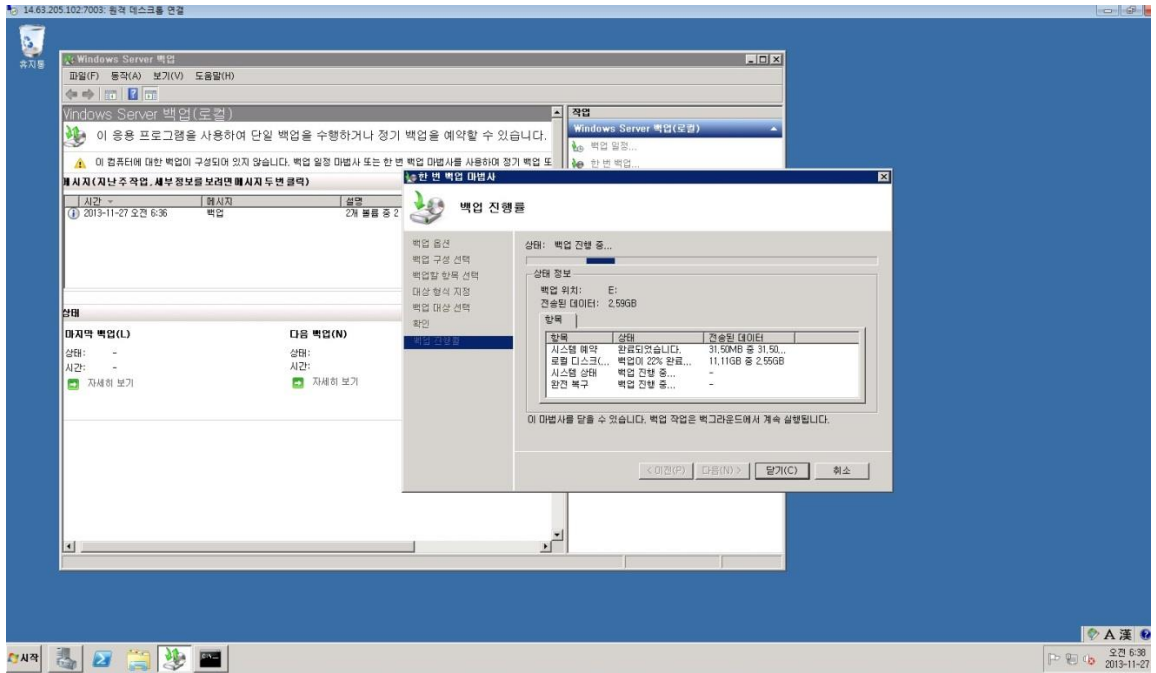 14.63.205.102:7003: 원격 데스크톱 연결
휴지통
Windows Server 백업
파일(F) 동작(A) 보기(V) 도움말(H)
Windows Server 백업(로컬)
이 응용 프로그램을 사용하여 단일 백업을 수행하거나 정기 백업을 예약할 수 있습니다.
이 컴퓨터에 대한 백업이 구성되어 있지 않습니다. 백업 일정 마법사 또는 한 번 백업 마법사를 사용하여 정기 백업 또
메시지(지난 주 작업, 세부 정보를 보려면 메시지 두 번 클릭)
시간 메시지 설명
2013-11-27 오전 6:36 백업 2개 볼륨 중 2
상태
마지막 백업(L) 다음 백업(N)
상태: - 상태:
시간: - 시간:
자세히 보기 자세히 보기
작업
Windows Server 백업(로컬)
백업 일정...
한 번 백업...
한 번 백업 마법사
백업 진행률
백업 옵션
백업 구성 선택
백업할 항목 선택
대상 형식 지정
백업 대상 선택
확인
백업 진행률
상태: 백업 진행 중...
상태 정보
백업 위치: E:
전송된 데이터: 2,59GB
항목
항목 상태 전송된 데이터
시스템 예약 완료되었습니다. 31,50MB 중 31,50...
로컬 디스크(... 백업이 22% 완료... 11,11GB 중 2,55GB
시스템 상태 백업 진행 중... -
완전 복구 백업 진행 중... -
이 마법사를 닫을 수 있습니다. 백업 작업은 백그라운드에서 계속 실행됩니다.
< 이전(P) 다음(N) > 닫기(C) 취소
A 漢
시작
오전 6:38
2013-11-27